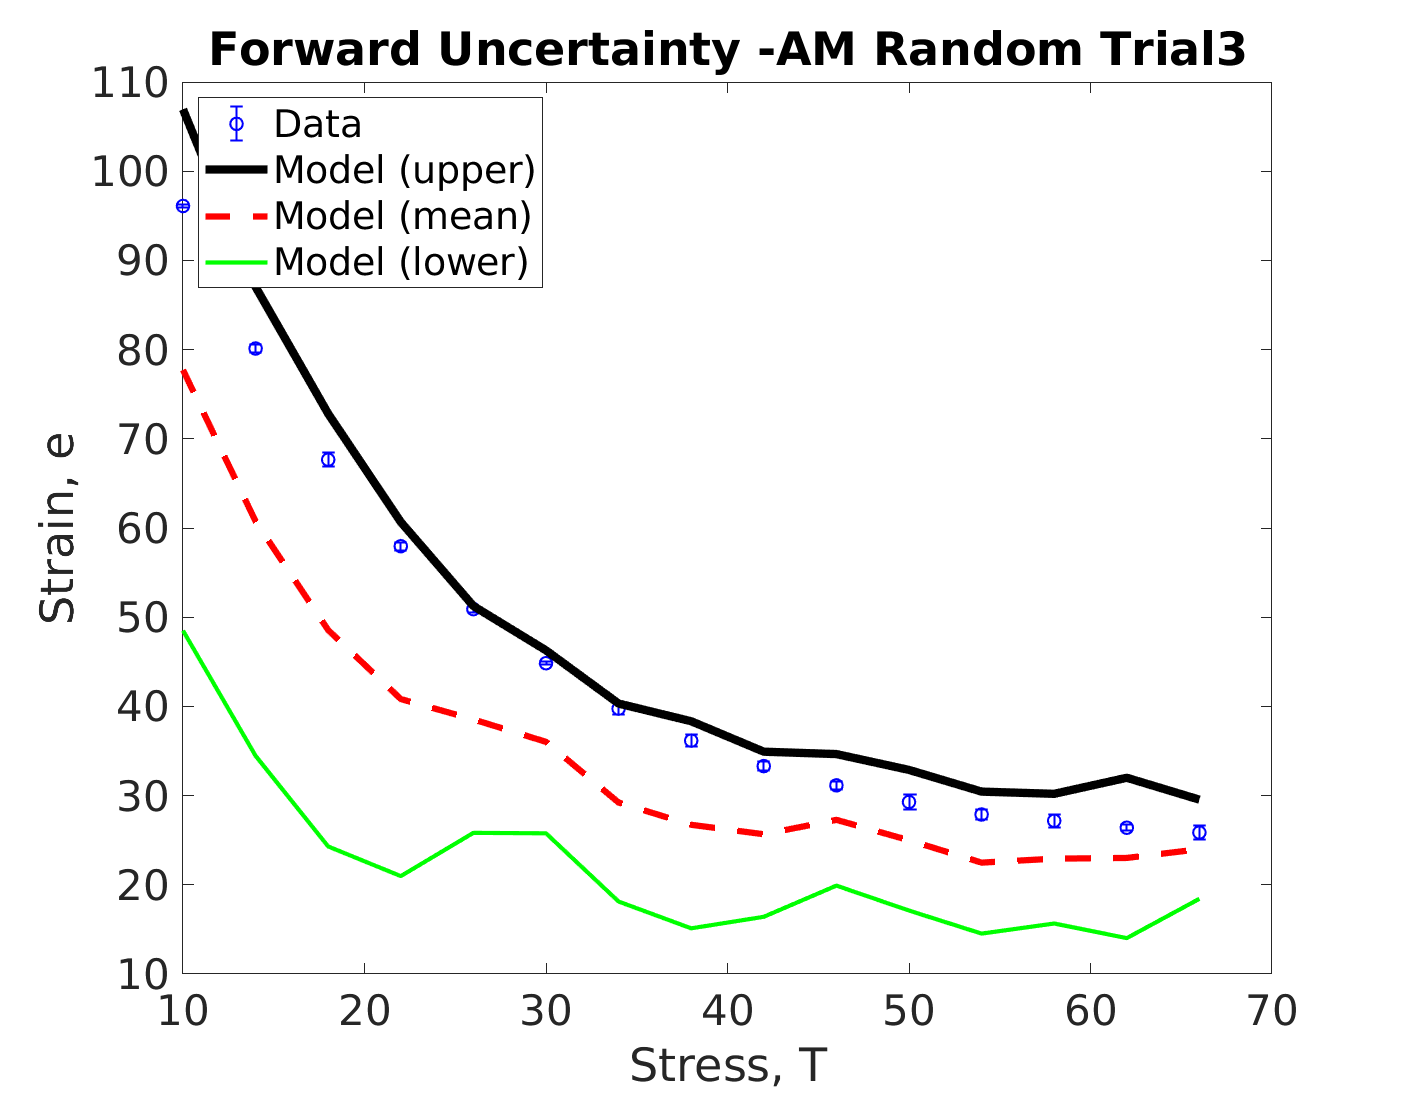 Forward Uncertainty -AM Random Trial3
110
100
90
80
70
60
50
40
30
20
10
Strain, e
Data
Model (upper)
Model (mean)
Model (lower)
10 20 30 40 50 60 70
Stress, T